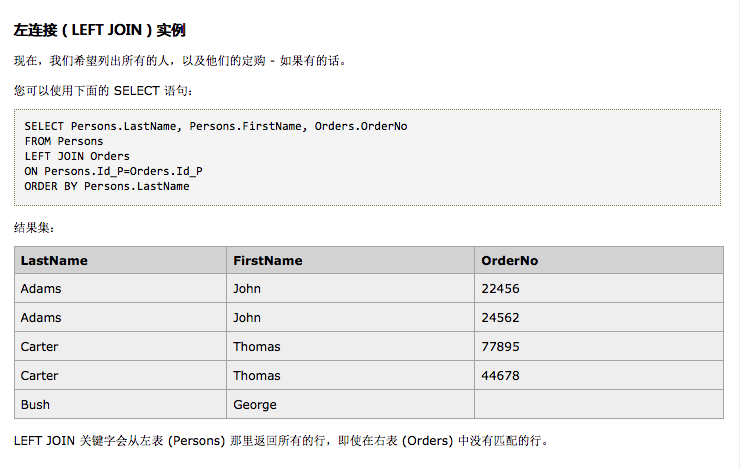 左连接（LEFT JOIN）实例
现在，我们希望列出所有的人，以及他们的定购 - 如果有的话。
您可以使用下面的 SELECT 语句：
SELECT Persons.LastName, Persons.FirstName, Orders.OrderNo
FROM Persons
LEFT JOIN Orders
ON Persons.Id_P=Orders.Id_P
ORDER BY Persons.LastName
结果集：
LastName FirstName OrderNo
Adams John 22456
Adams John 24562
Carter Thomas 77895
Carter Thomas 44678
Bush George
LEFT JOIN 关键字会从左表 (Persons) 那里返回所有的行，即使在右表 (Orders) 中没有匹配的行。